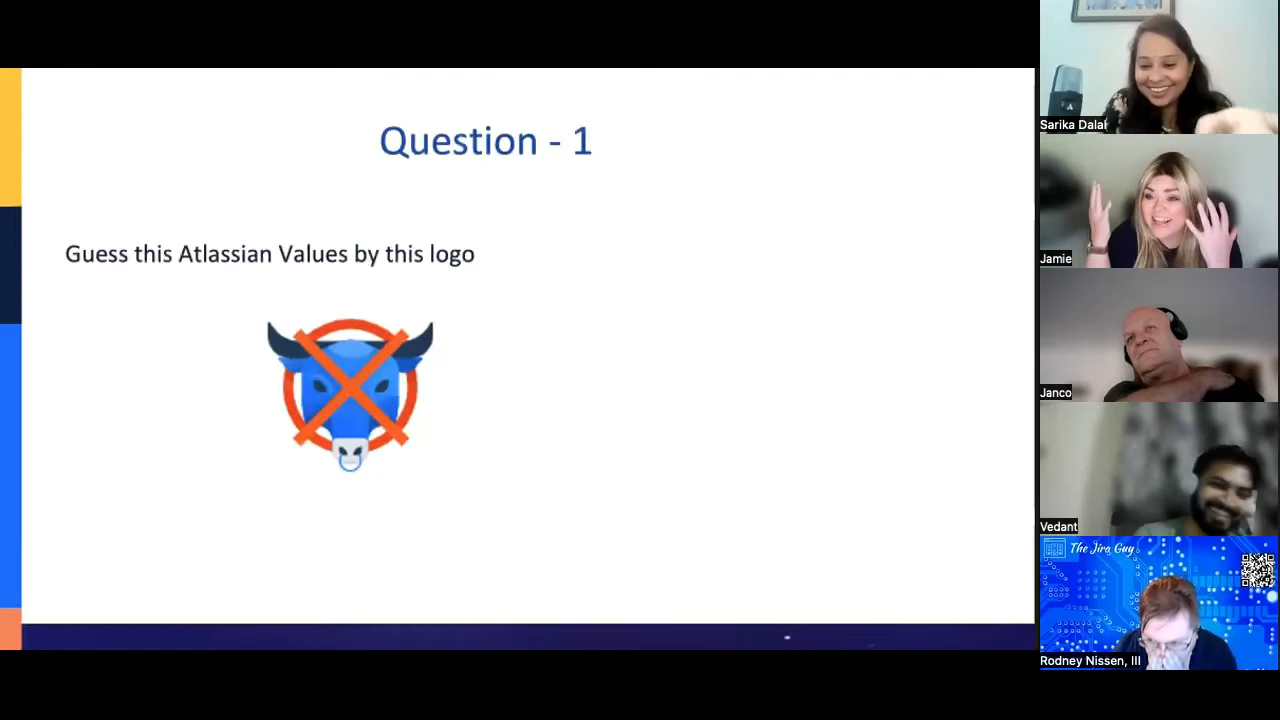 Question - 1
Guess this Atlassian Values by this logo
Sarika Dalal
Jamie
Janco
Vedant
The Jira Guy
Rodney Nissen, III